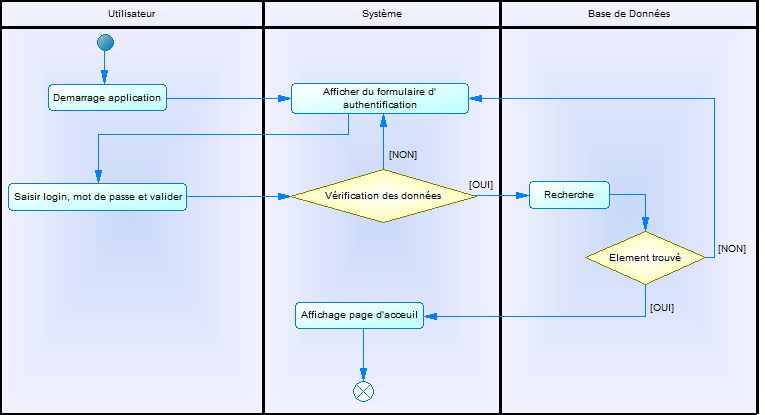 Utilisateur
Système
Base de Données
Demarrage application
Afficher du formulaire d'
authentification
[NON]
Saisir login, mot de passe et valider
Vérification des données
[OUI]
Recherche
Element trouvé
[NON]
[OUI]
Affichage page d'acceuil